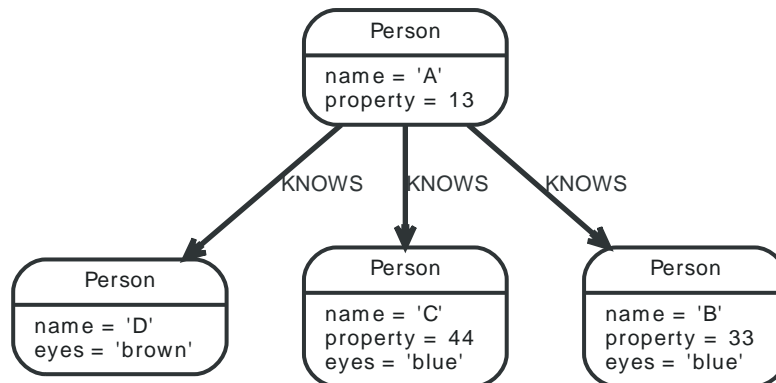 Person
name = 'A'
property = 13
KNOWS
KNOWS
KNOWS
Person
name = 'D'
eyes = 'brown'
Person
name = 'C'
property = 44
eyes = 'blue'
Person
name = 'B'
property = 33
eyes = 'blue'